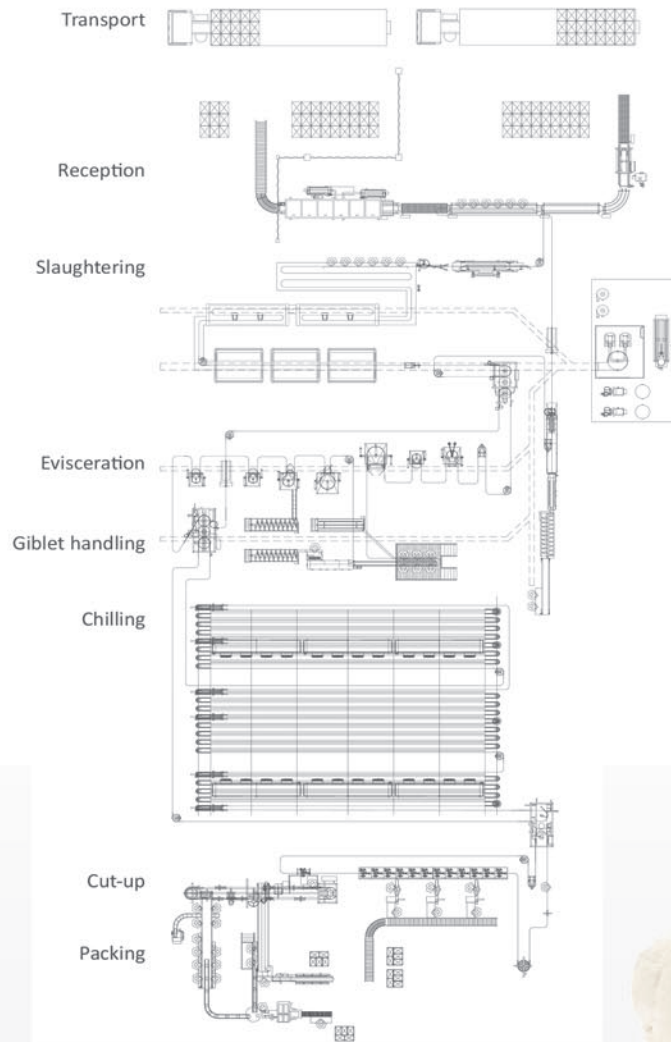 Transport
Reception
Slaughtering
Evisceration
Giblet handling
Chilling
Cut-up
Packing